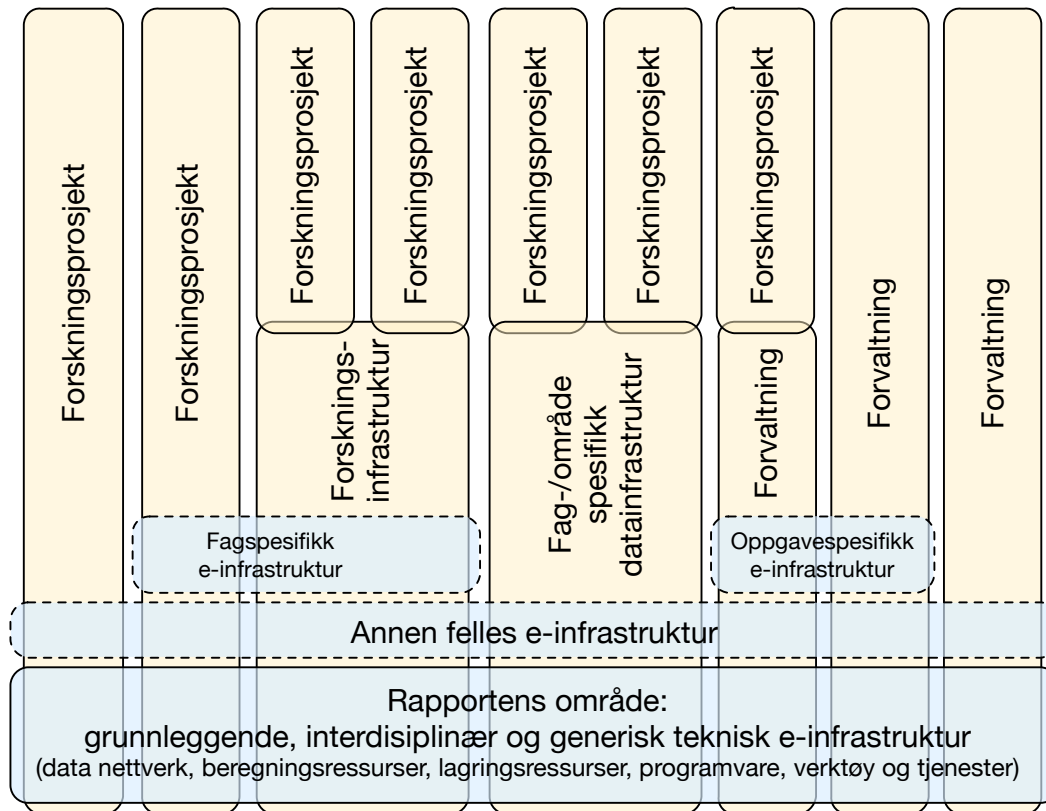 Forskningsprosjekt
Forskningsprosjekt
Forskningsprosjekt
Forskningsprosjekt
Forskningsprosjekt
Forskningsprosjekt
Forskningsprosjekt
Forvaltning
Forvaltning
Forsknings-
infrastruktur
Fag-/område
spesifikk
datainfrastruktur
Forvaltning
Fagspesifikk
e-infrastruktur
Oppgavespesifikk
e-infrastruktur
Annen felles e-infrastruktur
Rapportens område:
grunnleggende, interdisiplinær og generisk teknisk e-infrastruktur
(data nettverk, beregningsressurser, lagringsressurser, programvare, verktøy og tjenester)